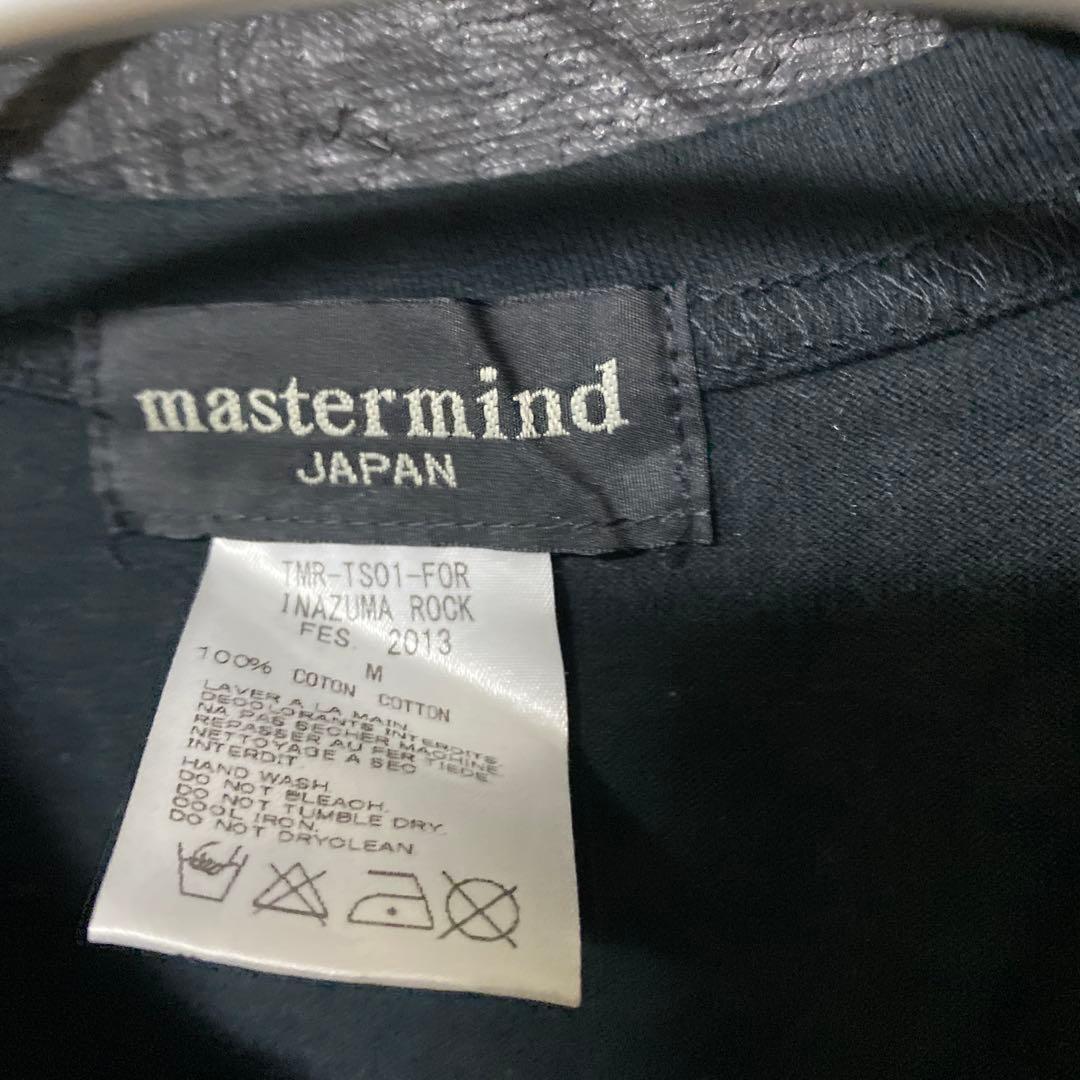 mastermind
JAPAN
TMR-TS01-FOR
INAZUMA ROCK
FES. 2013
M
100% COTON COTTON
LAVER A LA MAIN
DECOLORANTS INTERDITS
NA PAS SECHER MACHINE
REPASSER AU FER TIEDE
NETTOYAGE A SEC
INTERDIT
HAND WASH.
DO NOT BLEACH.
DO NOT TUMBLE DRY.
COOL IRON.
DO NOT DRYCLEAN